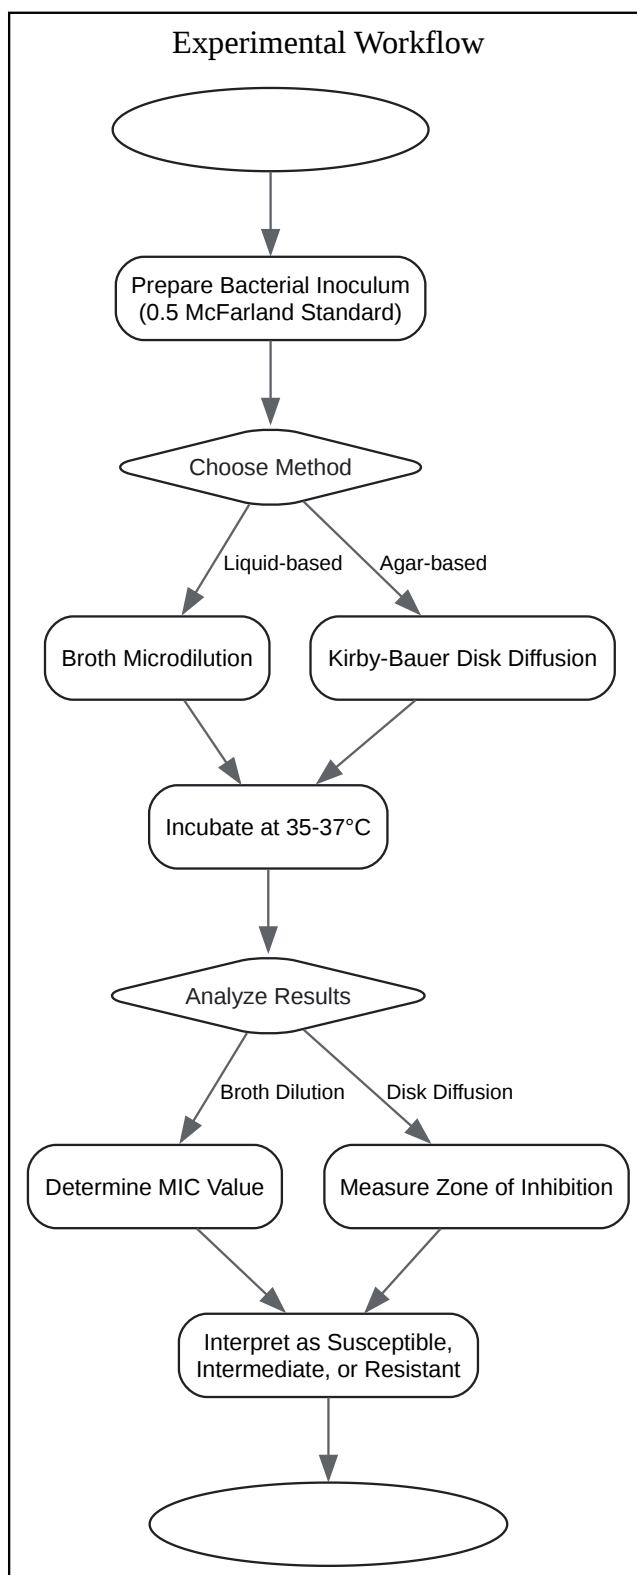 Experimental Workflow
Prepare Bacterial Inoculum
(0.5 McFarland Standard)
Choose Method
Liquid-based
Agar-based
Broth Microdilution
Kirby-Bauer Disk Diffusion
Incubate at 35-37°C
Analyze Results
Broth Dilution
Disk Diffusion
Determine MIC Value
Measure Zone of Inhibition
Interpret as Susceptible,
Intermediate, or Resistant